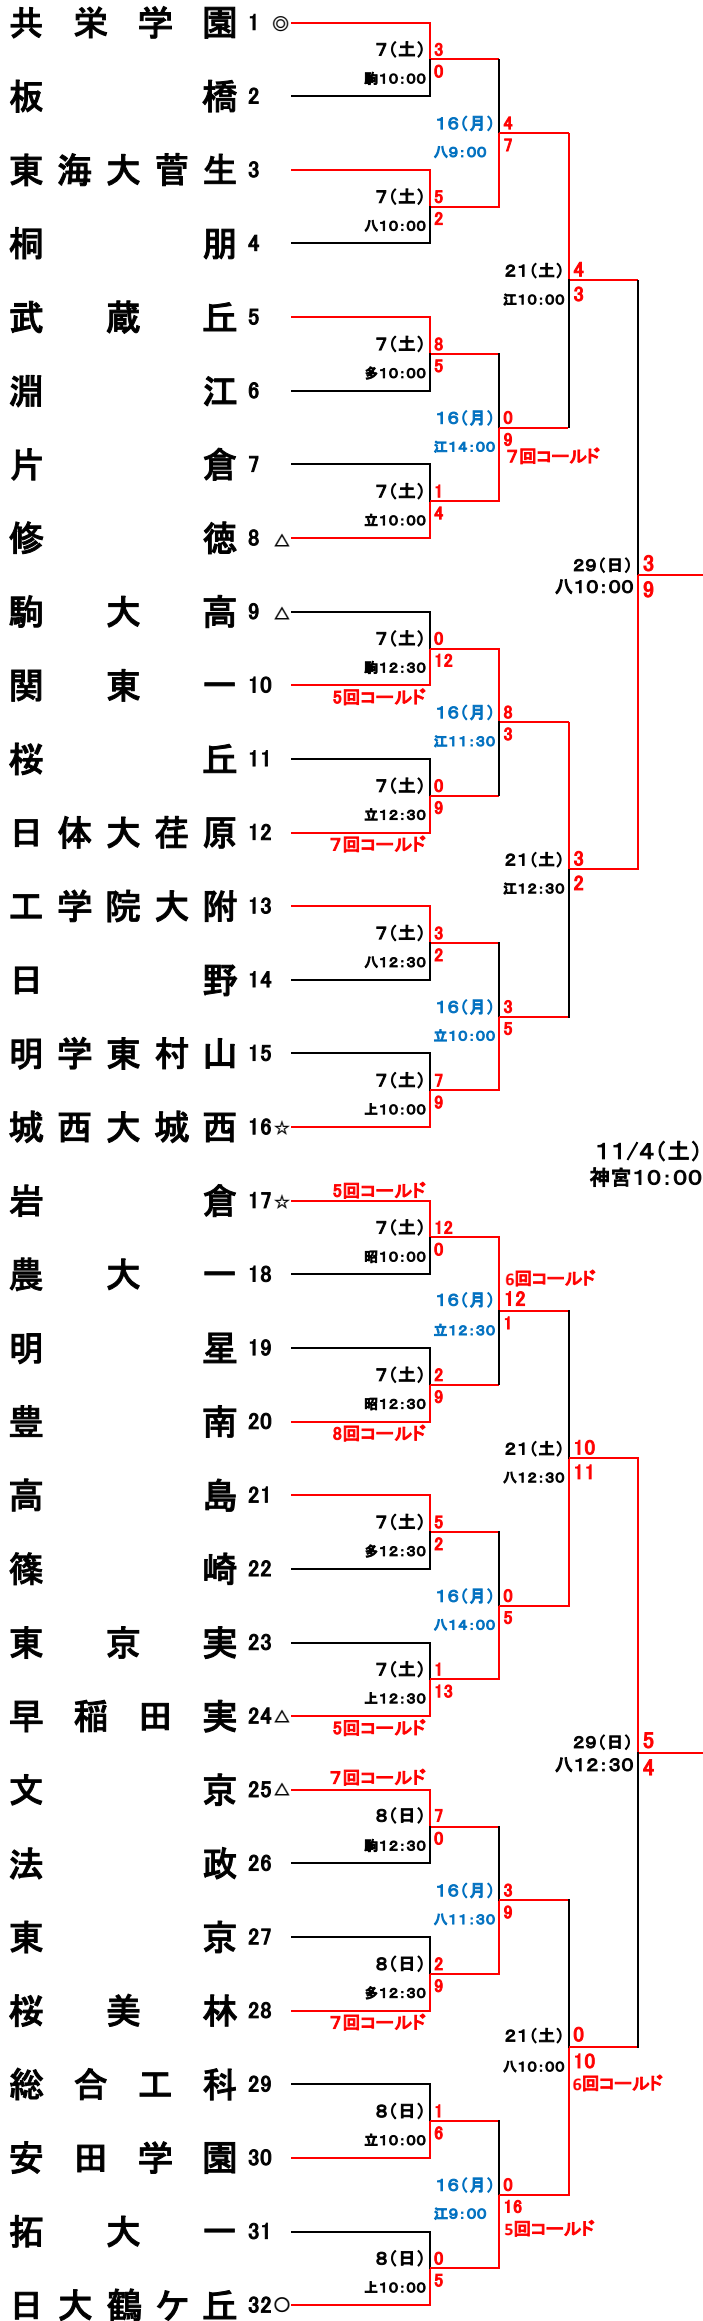 共栄学園 1 ◎
7(土) 3
駒10:00 0
板橋 2
16(月) 4
八9:00 7
東海大菅生 3
7(土) 5
八10:00 2
桐朋 4
21(土) 4
江10:00 3
武蔵丘 5
7(土) 8
多10:00 5
淵江 6
16(月) 0
江14:00 9
7回コールド
片倉 7
7(土) 1
立10:00 4
修徳 8 △
29(日) 3
八10:00 9
駒大高 9 △
7(土) 0
駒12:30 12
関東一 10
5回コールド
16(月) 8
江11:30 3
桜丘 11
7(土) 0
立12:30 9
日体大荏原 12
7回コールド
21(土) 3
江12:30 2
工学院大附 13
7(土) 3
八12:30 2
日野 14
16(月) 3
立10:00 5
明学東村山 15
7(土) 7
上10:00 9
城西大城西 16☆
11/4(土)
神宮10:00
5回コールド
岩倉 17☆
7(土) 12
昭10:00 0
農大一 18
6回コールド
16(月) 12
立12:30 1
明星 19
7(土) 2
昭12:30 9
豊南 20
8回コールド
21(土) 10
八12:30 11
高島 21
7(土) 5
多12:30 2
篠崎 22
16(月) 0
八14:00 5
東京実 23
7(土) 1
上12:30 13
早稲田実 24△
5回コールド
29(日) 5
八12:30 4
7回コールド
文京 25△
8(日) 7
駒12:30 0
法政 26
16(月) 3
八11:30 9
東京 27
8(日) 2
多12:30 9
桜美林 28
7回コールド
21(土) 0
八10:00 10
6回コールド
総合工科 29
8(日) 1
立10:00 6
安田学園 30
16(月) 0
江9:00 16
5回コールド
拓大一 31
8(日) 0
上10:00 5
日大鶴ケ丘 32○